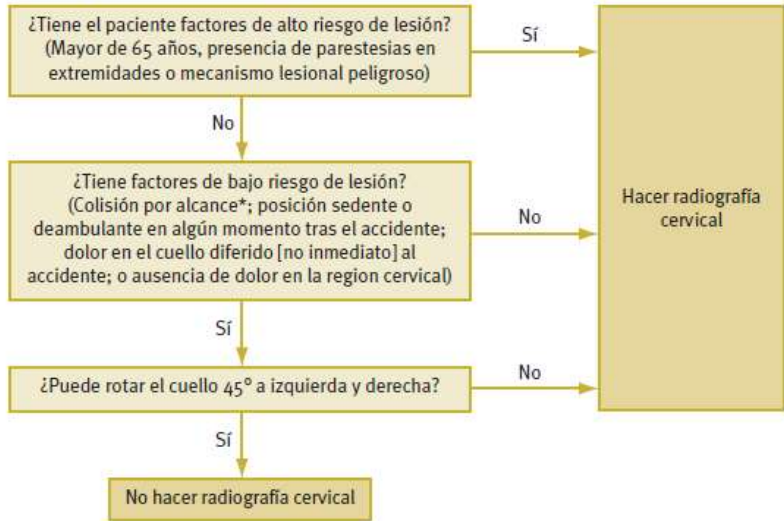 ¿Tiene el paciente factores de alto riesgo de lesión?
(Mayor de 65 años, presencia de parestesias en
extremidades o mecanismo lesional peligroso)
Sí
No
¿Tiene factores de bajo riesgo de lesión?
(Colisión por alcance*; posición sedente o
deambulante en algún momento tras el accidente;
dolor en el cuello diferido [no inmediato] al
accidente; o ausencia de dolor en la region cervical)
No
Hacer radiografía
cervical
Sí
¿Puede rotar el cuello 45° a izquierda y derecha?
No
Sí
No hacer radiografía cervical